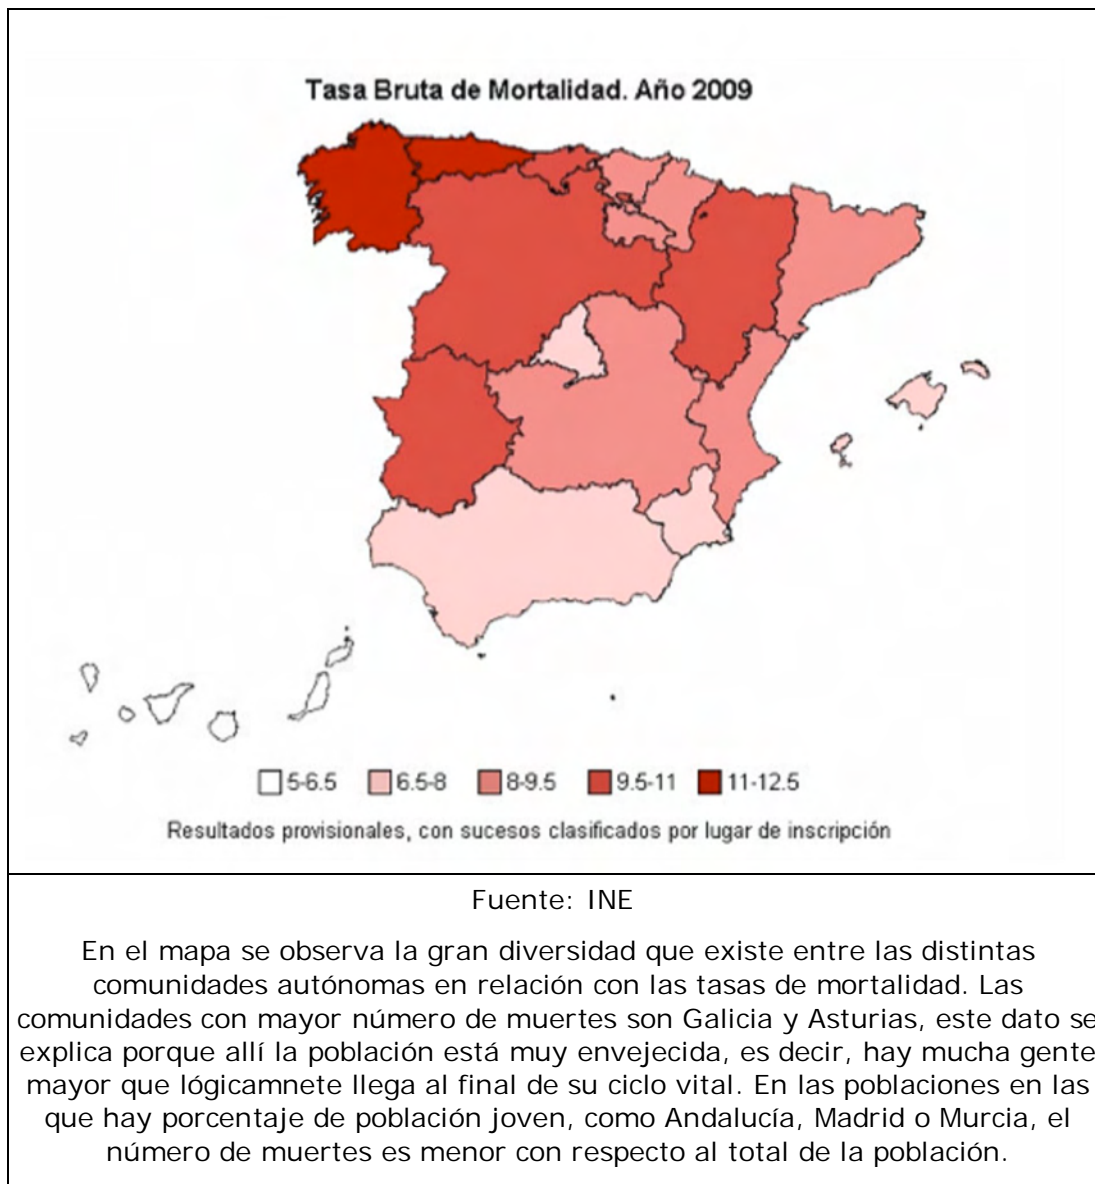 Tasa Bruta de Mortalidad. Año 2009
5-6.5 6.5-8 8-9.5 9.5-11 11-12.5
Resultados provisionales, con sucesos clasificados por lugar de inscripción
Fuente: INE
En el mapa se observa la gran diversidad que existe entre las distintas
comunidades autónomas en relación con las tasas de mortalidad. Las
comunidades con mayor número de muertes son Galicia y Asturias, este dato se
explica porque allí la población está muy envejecida, es decir, hay mucha gente
mayor que lógicamnete llega al final de su ciclo vital. En las poblaciones en las
que hay porcentaje de población joven, como Andalucía, Madrid o Murcia, el
número de muertes es menor con respecto al total de la población.